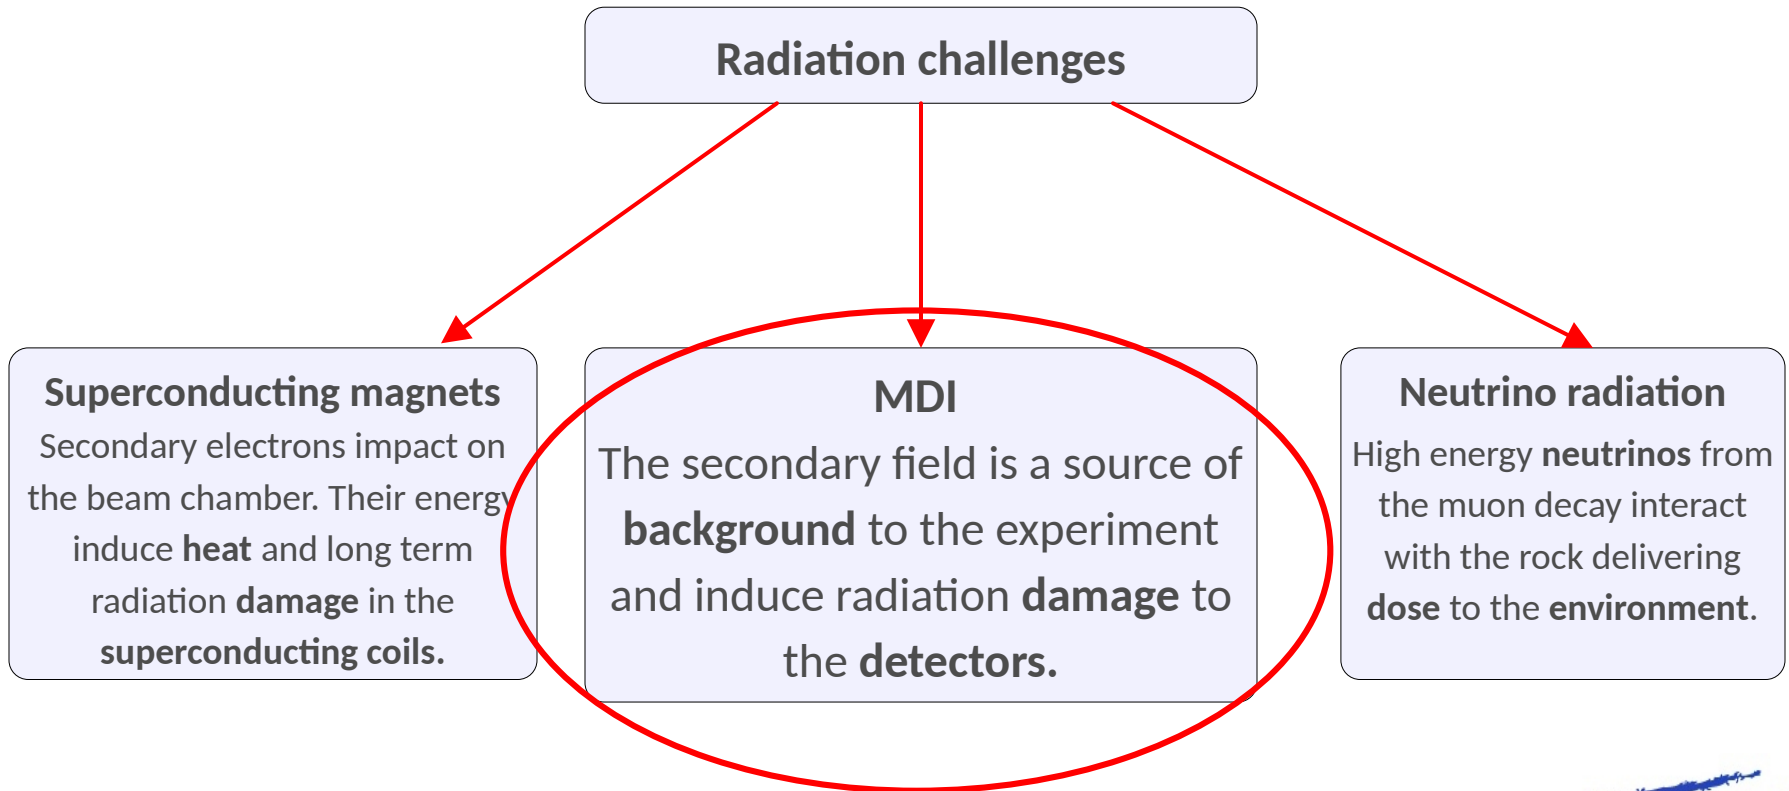 Radiation challenges
Superconducting magnets
Secondary electrons impact on
the beam chamber. Their energy
induce heat and long term
radiation damage in the
superconducting coils.
MDI
The secondary field is a source of
background to the experiment
and induce radiation damage to
the detectors.
Neutrino radiation
High energy neutrinos from
the muon decay interact
with the rock delivering
dose to the environment.